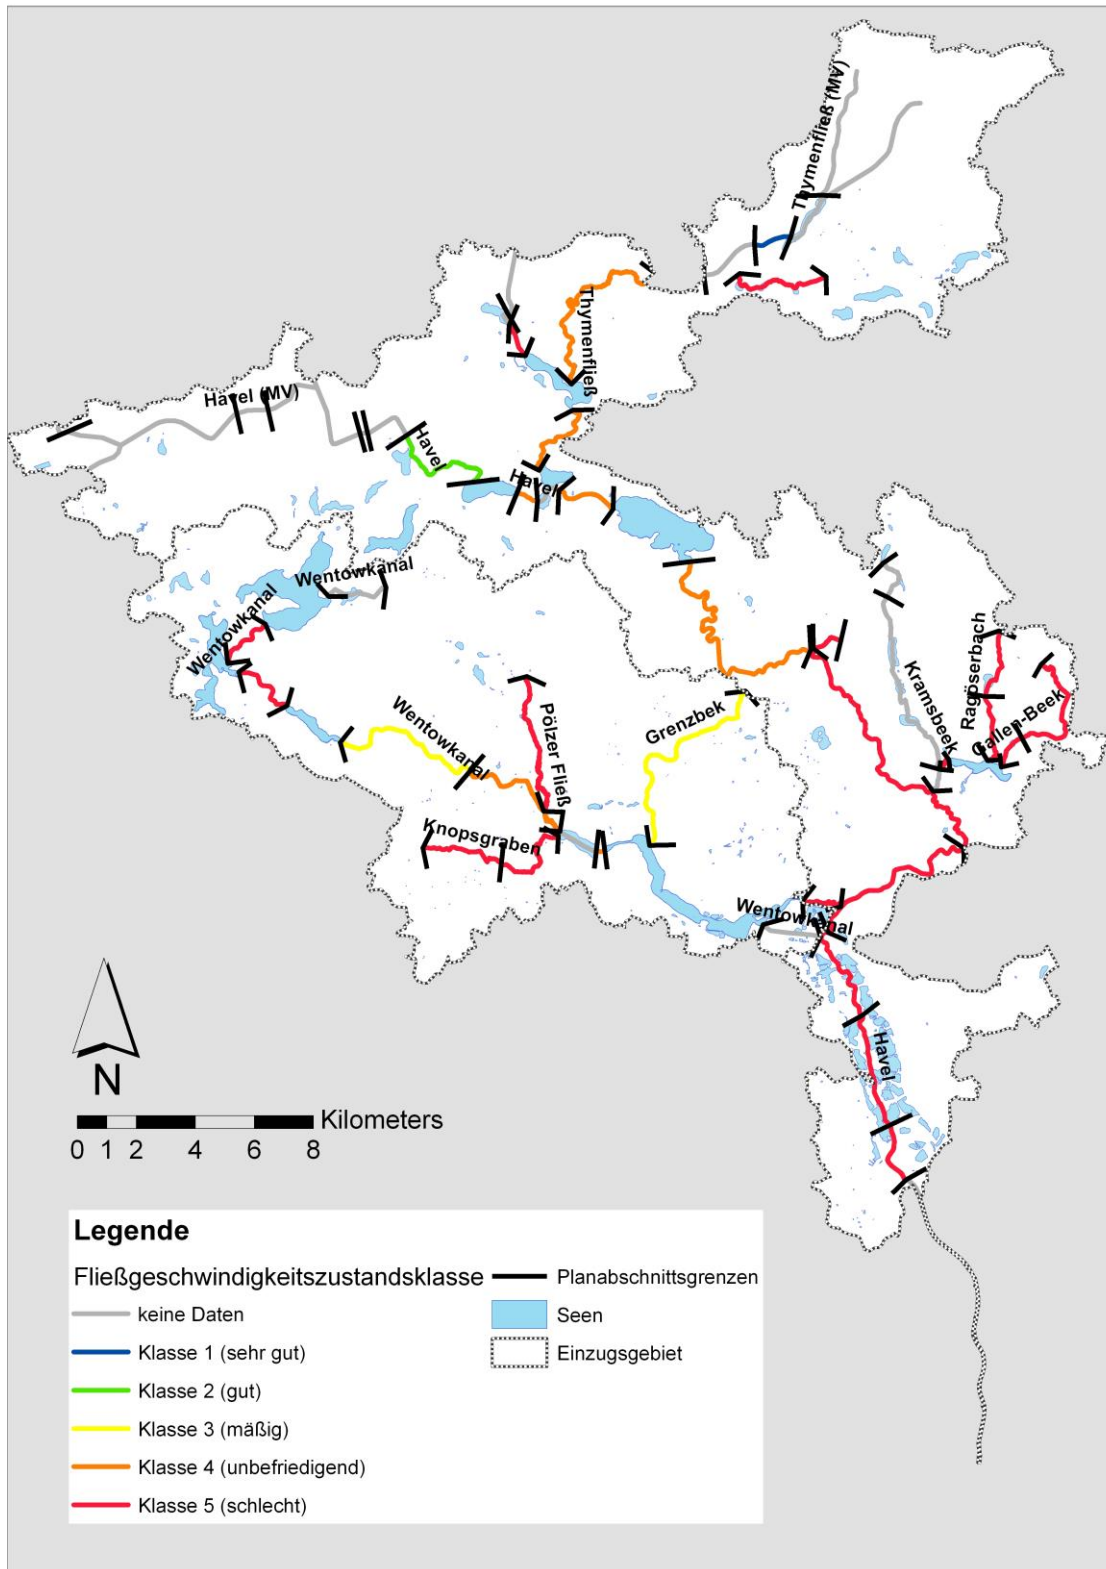 Thymenfließ (MV)
Thymenfließ
Havel (MV)
Havel
Havel
Wentowkanal
Wentowkanal
Kramsbeek
Ragöserbach
Gallen-Beek
Grenzbek
Wentowkanal
Pölzer Fließ
Knopsgraben
Wentowkanal
Havel
N
Kilometers
0 1 2 4 6 8
Legende
Fließgeschwindigkeitszustandsklasse
keine Daten
Klasse 1 (sehr gut)
Klasse 2 (gut)
Klasse 3 (mäßig)
Klasse 4 (unbefriedigend)
Klasse 5 (schlecht)
Planabschnittsgrenzen
Seen
Einzugsgebiet